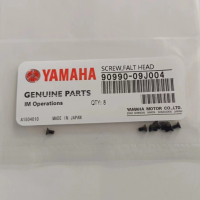 YAMAHA
SCREW,FALT HEAD
90990-09J004
GENUINE PARTS
IM Operations
QTY. 8
MADE IN JAPAN
YAMAHA MOTOR CO.,LTD.